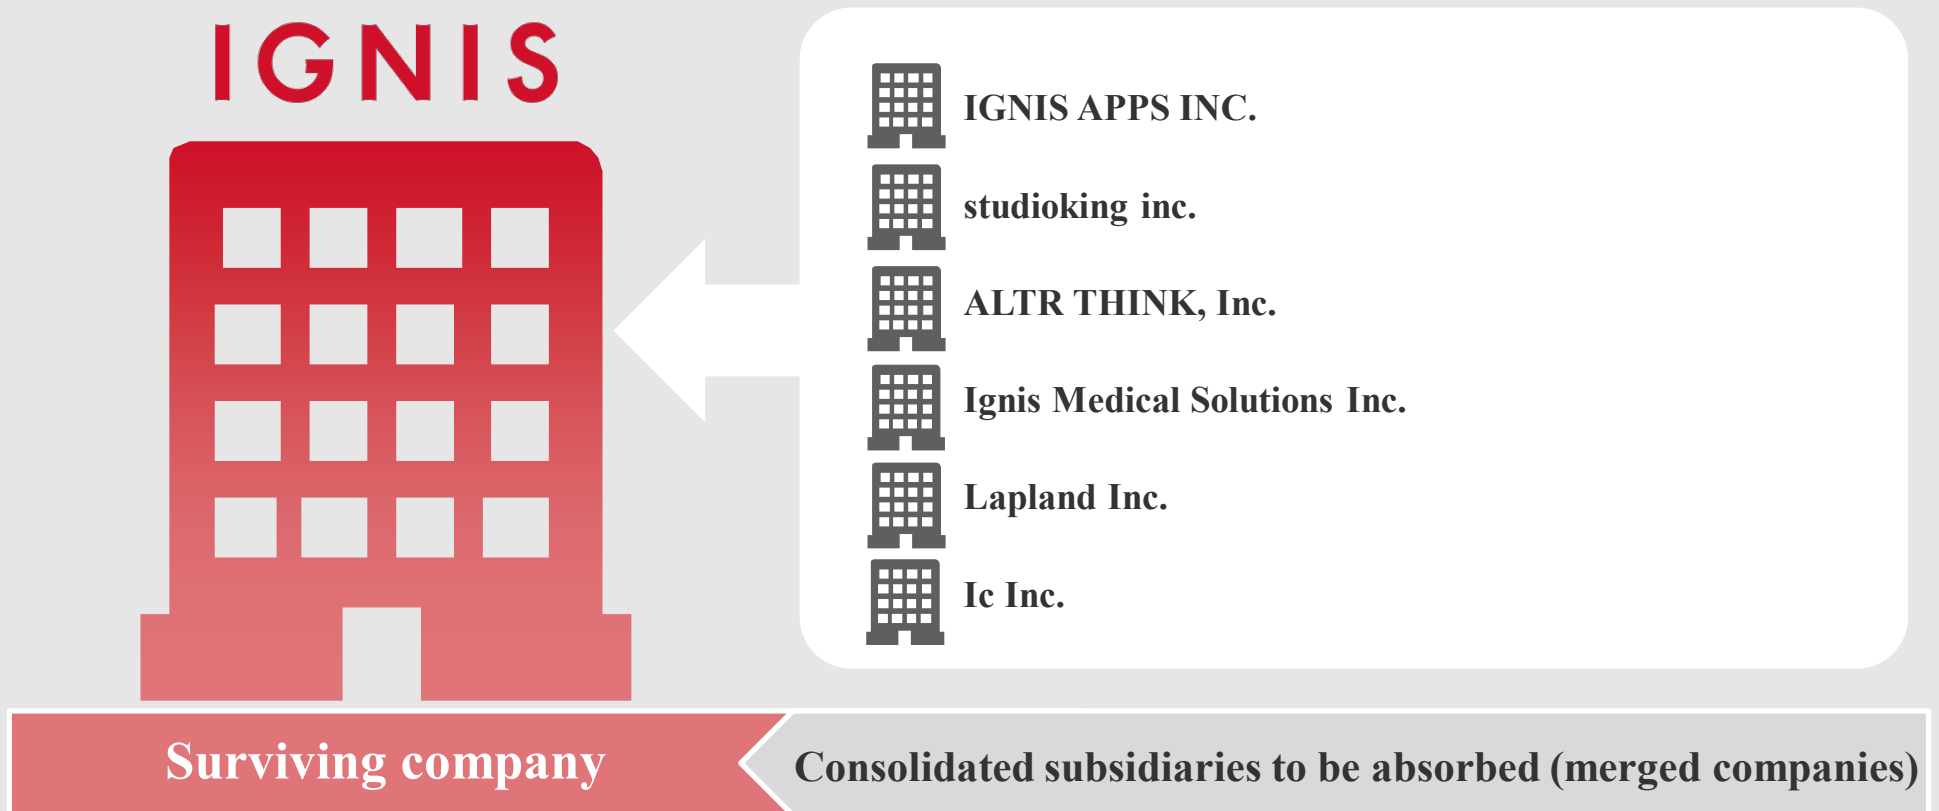 IGNIS
IGNIS APPS INC.
studioking inc.
ALTR THINK, Inc.
Ignis Medical Solutions Inc.
Lapland Inc.
Ic Inc.
Surviving company
Consolidated subsidiaries to be absorbed (merged companies)